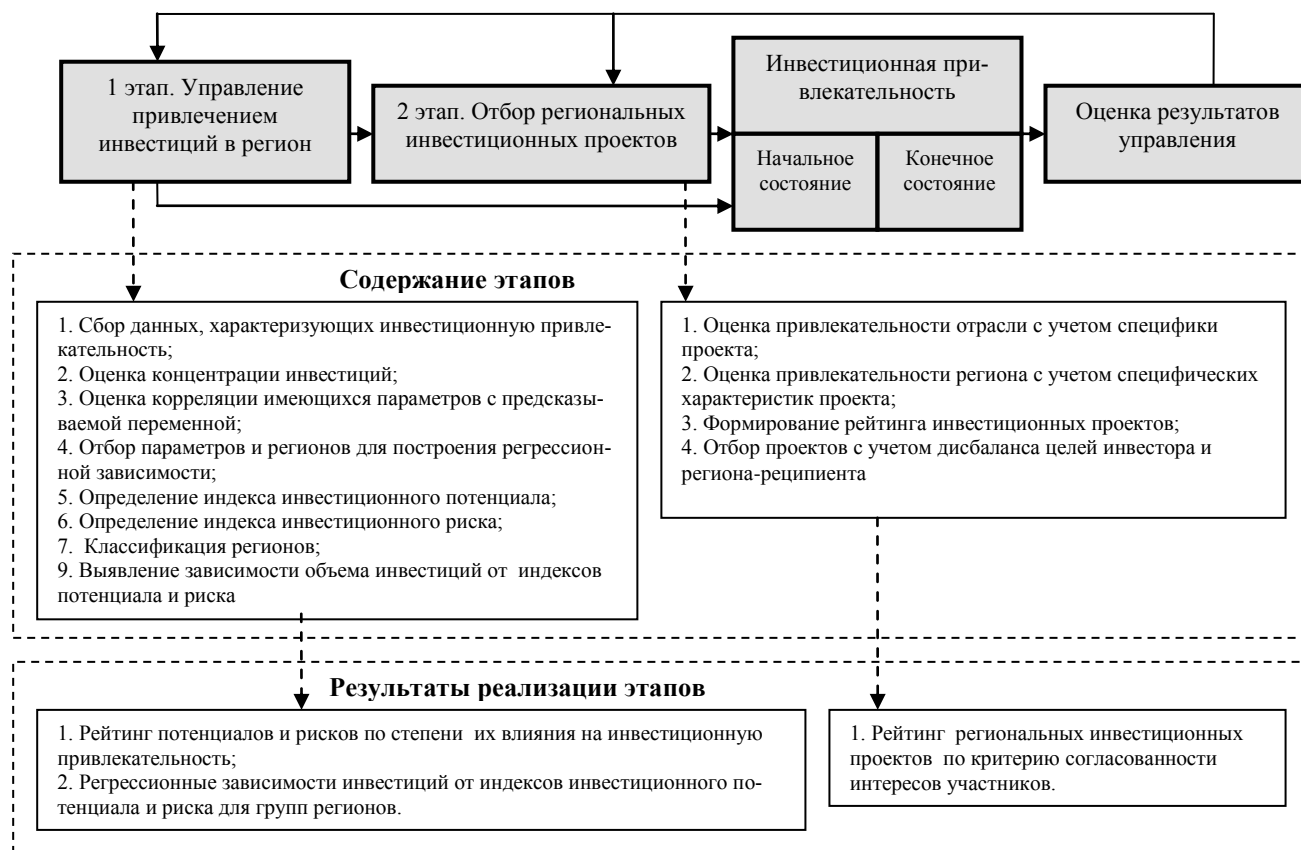 1 этап. Управление
привлечением
инвестиций в регион
2 этап. Отбор региональных
инвестиционных проектов
Инвестиционная при-
влекательность
Начальное
состояние
Конечное
состояние
Оценка результатов
управления
Содержание этапов
1. Сбор данных, характеризующих инвестиционную привле-
кательность;
2. Оценка концентрации инвестиций;
3. Оценка корреляции имеющихся параметров с предсказы-
ваемой переменной;
4. Отбор параметров и регионов для построения регрессион-
ной зависимости;
5. Определение индекса инвестиционного потенциала;
6. Определение индекса инвестиционного риска;
7. Классификация регионов;
9. Выявление зависимости объема инвестиций от индексов
потенциала и риска
1. Оценка привлекательности отрасли с учетом специфики
проекта;
2. Оценка привлекательности региона с учетом специфических
характеристик проекта;
3. Формирование рейтинга инвестиционных проектов;
4. Отбор проектов с учетом дисбаланса целей инвестора и
региона-реципиента
Результаты реализации этапов
1. Рейтинг потенциалов и рисков по степени их влияния на инвестиционную
привлекательность;
2. Регрессионные зависимости инвестиций от индексов инвестиционного по-
тенциала и риска для групп регионов.
1. Рейтинг региональных инвестиционных
проектов по критерию согласованности
интересов участников.